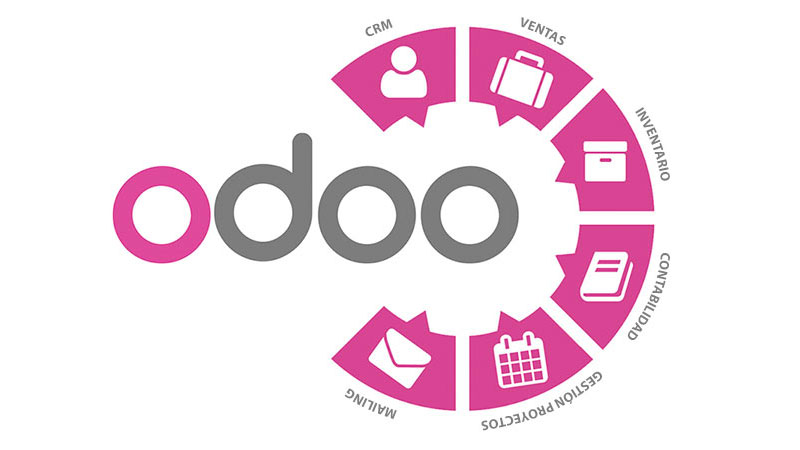 CRM
VENTAS
INVENTARIO
odoo
CONTABILIDAD
GESTIÓN PROYECTOS
MAILING